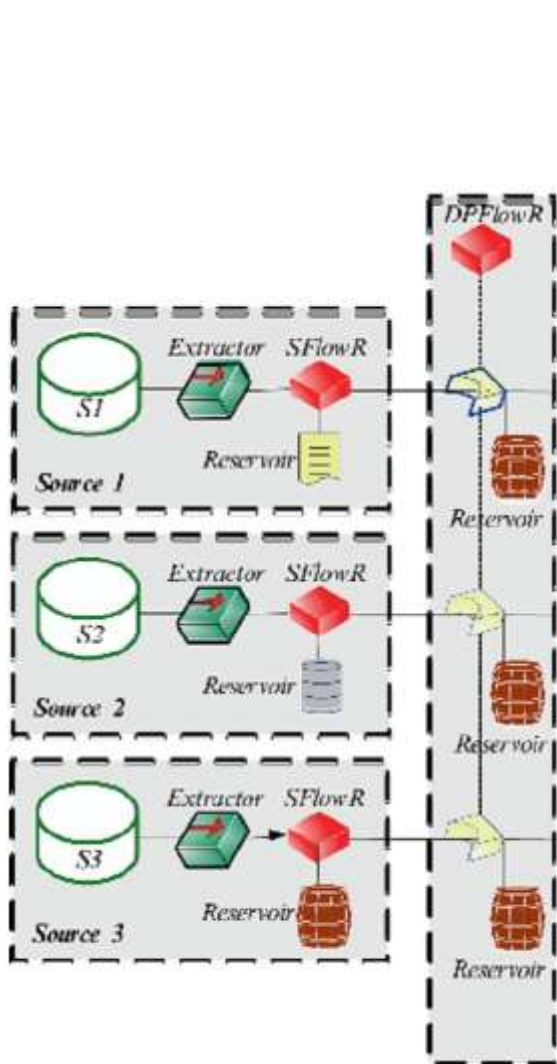 DPFlowR
Extractor SFlowR
S1
Reservoir
Source 1
Reservoir
Extractor SFlowR
S2
Reservoir
Source 2
Reservoir
Extractor SFlowR
S3
Reservoir
Source 3
Reservoir